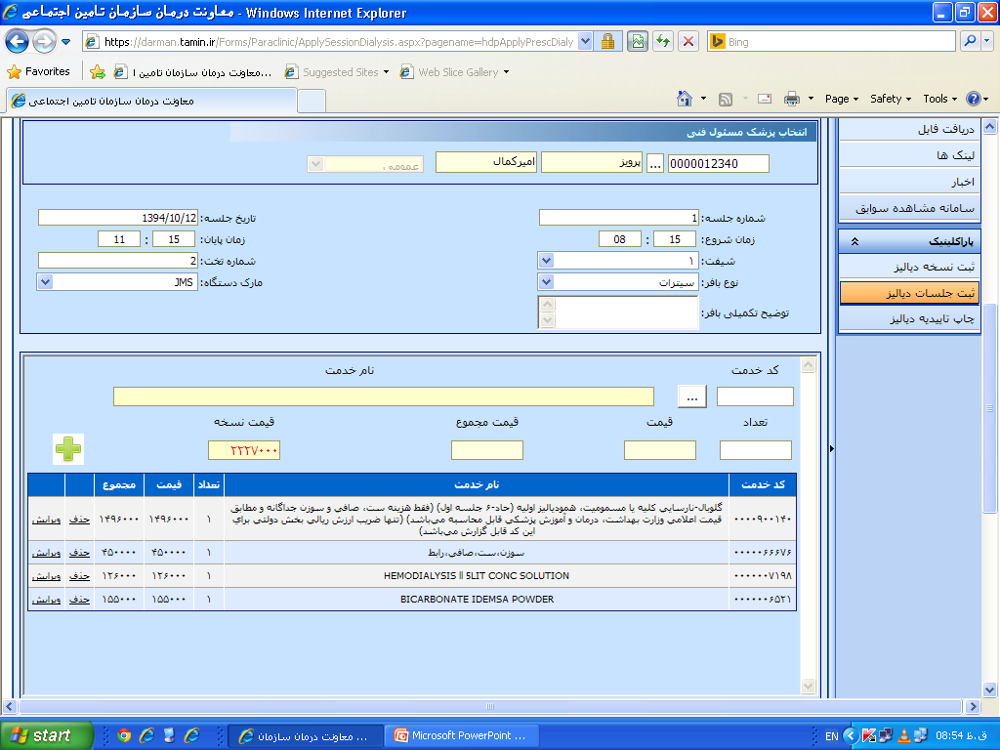 معاونت درمان سازمان تامین اجتماعی - Windows Internet Explorer
https://darman.tamin.ir/Forms/Paraclinic/ApplySessionDialysis.aspx?pagename=hdpApplyPrescDialy
Bing
Favorites
معاونت درمان سازمان تامین ا...
Suggested Sites
Web Slice Gallery
معاونت درمان سازمان تامین اجتماعی
Page
Safety
Tools
انتخاب پزشک مسئول فنی
0000012340
...
پرویز
امیرکمال
عمومی
شماره جلسه: 1
تاریخ جلسه: 1394/10/12
زمان شروع: 15 : 08
زمان پایان: 15 : 11
شیفت: ۱
شماره تخت: 2
نوع بافر: سیترات
مارک دستگاه: JMS
توضیح تکمیلی بافر:
دریافت فایل
لینک ها
اخبار
سامانه مشاهده سوابق
پاراکلینیک
ثبت نسخه دیالیز
ثبت جلسات دیالیز
چاپ تاییدیه دیالیز
کد خدمت
نام خدمت
...
تعداد
قیمت
قیمت مجموع
قیمت نسخه
۲۲۲۷۰۰۰
کد خدمت نام خدمت تعداد قیمت مجموع
۰۰۰۰۹۰۰۱۴۰
گلوبال-نارسایی کلیه یا مسمومیت، همودیالیز اولیه (حاد-۶ جلسه اول) (فقط هزینه ست، صافی و سوزن جداگانه و مطابق
قیمت اعلامی وزارت بهداشت، درمان و آموزش پزشکی قابل محاسبه می‌باشد) (تنها ضریب ارزش ریالی بخش دولتی برای
این کد قابل گزارش می‌باشد)
۱ ۱۴۹۶۰۰۰ ۱۴۹۶۰۰۰ حذف ویرایش
۰۰۰۰۰۶۶۶۷۶ سوزن،ست،صافی،رابط ۱ ۴۵۰۰۰۰ ۴۵۰۰۰۰ حذف ویرایش
۰۰۰۰۰۰۷۱۹۸ HEMODIALYSIS II 5LIT CONC SOLUTION ۱ ۱۲۶۰۰۰ ۱۲۶۰۰۰ حذف ویرایش
۰۰۰۰۰۰۶۵۲۱ BICARBONATE IDEMSA POWDER ۱ ۱۵۵۰۰۰ ۱۵۵۰۰۰ حذف ویرایش
start
معاونت درمان سازمان ...
Microsoft PowerPoint ...
EN
08:54 ق.ظ